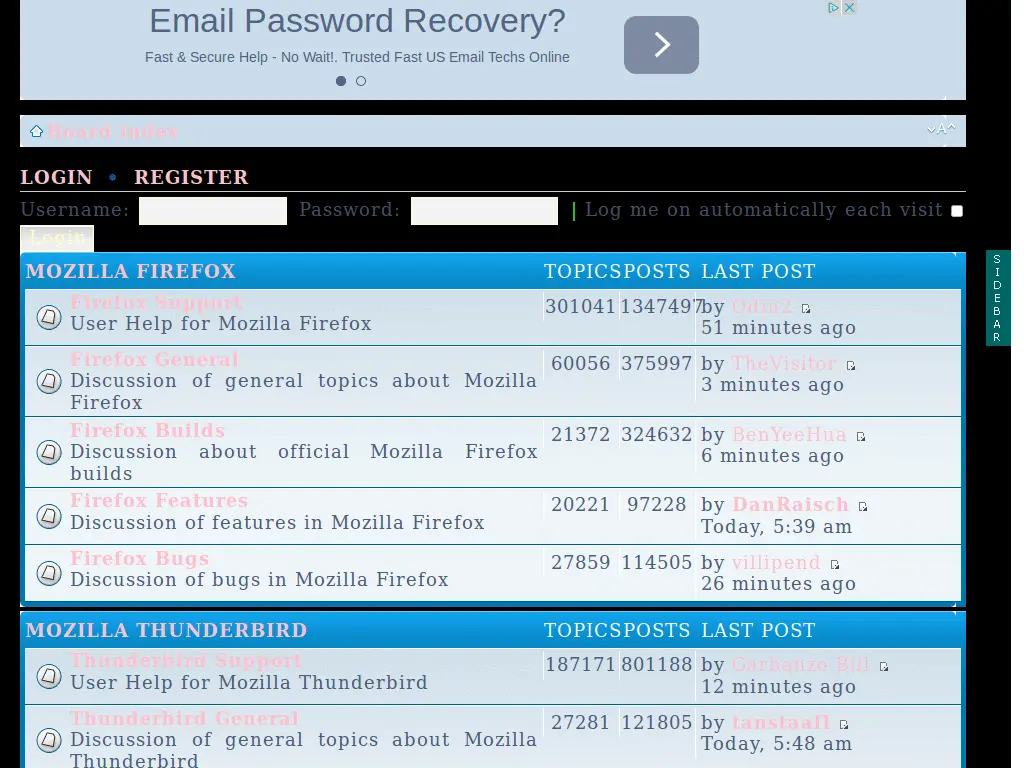 Email Password Recovery?
Fast & Secure Help - No Wait!. Trusted Fast US Email Techs Online
Board index
A
LOGIN • REGISTER
Username: Password: | Log me on automatically each visit
Login
SIDEBAR
MOZILLA FIREFOX TOPICS POSTS LAST POST
Firefox Support 301041 1347497 by Odin2
User Help for Mozilla Firefox 51 minutes ago
Firefox General 60056 375997 by TheVisitor
Discussion of general topics about Mozilla 3 minutes ago
Firefox
Firefox Builds 21372 324632 by BenYeeHua
Discussion about official Mozilla Firefox 6 minutes ago
builds
Firefox Features 20221 97228 by DanRaisch
Discussion of features in Mozilla Firefox Today, 5:39 am
Firefox Bugs 27859 114505 by villipend
Discussion of bugs in Mozilla Firefox 26 minutes ago
MOZILLA THUNDERBIRD TOPICS POSTS LAST POST
Thunderbird Support 187171 801188 by Garbanzo Bill
User Help for Mozilla Thunderbird 12 minutes ago
Thunderbird General 27281 121805 by tanstaafl
Discussion of general topics about Mozilla Today, 5:48 am
Thunderbird